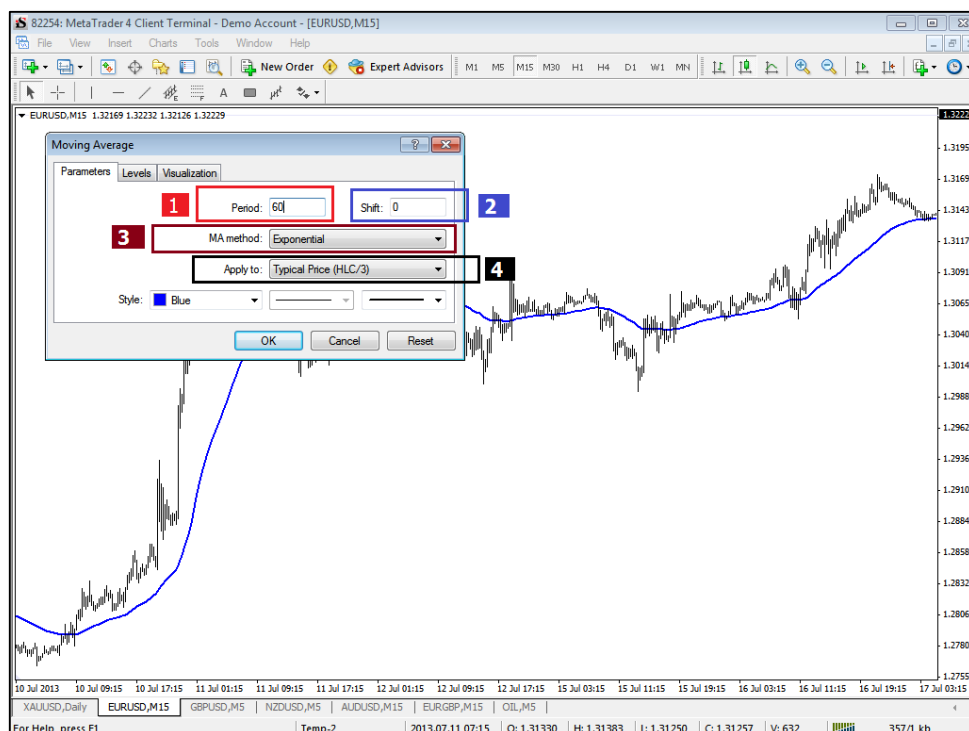 82254: MetaTrader 4 Client Terminal - Demo Account - [EURUSD,M15]
File View Insert Charts Tools Window Help
New Order Expert Advisors M1 M5 M15 M30 H1 H4 D1 W1 MN
A
EURUSD,M15 1.32169 1.32232 1.32126 1.32229
Moving Average
Parameters Levels Visualization
1 Period: 60 Shift: 0 2
3 MA method: Exponential
Apply to: Typical Price (HLC/3) 4
Style: Blue
OK Cancel Reset
1.3222
1.3195
1.3169
1.3143
1.3117
1.3091
1.3065
1.3040
1.3014
1.2988
1.2962
1.2936
1.2910
1.2884
1.2858
1.2832
1.2806
1.2780
1.2755
10 Jul 2013 10 Jul 09:15 10 Jul 17:15 11 Jul 01:15 11 Jul 09:15 11 Jul 17:15 12 Jul 01:15 12 Jul 09:15 12 Jul 17:15 15 Jul 03:15 15 Jul 11:15 15 Jul 19:15 16 Jul 03:15 16 Jul 11:15 16 Jul 19:15 17 Jul 03:15
XAUUSD,Daily EURUSD,M15 GBPUSD,M5 NZDUSD,M5 AUDUSD,M15 EURGBP,M15 OIL,M5
For Help, press F1 Temp-2 2013.07.11 07:15 O: 1.31330 H: 1.31383 L: 1.31250 C: 1.31257 V: 632 357/1 kb